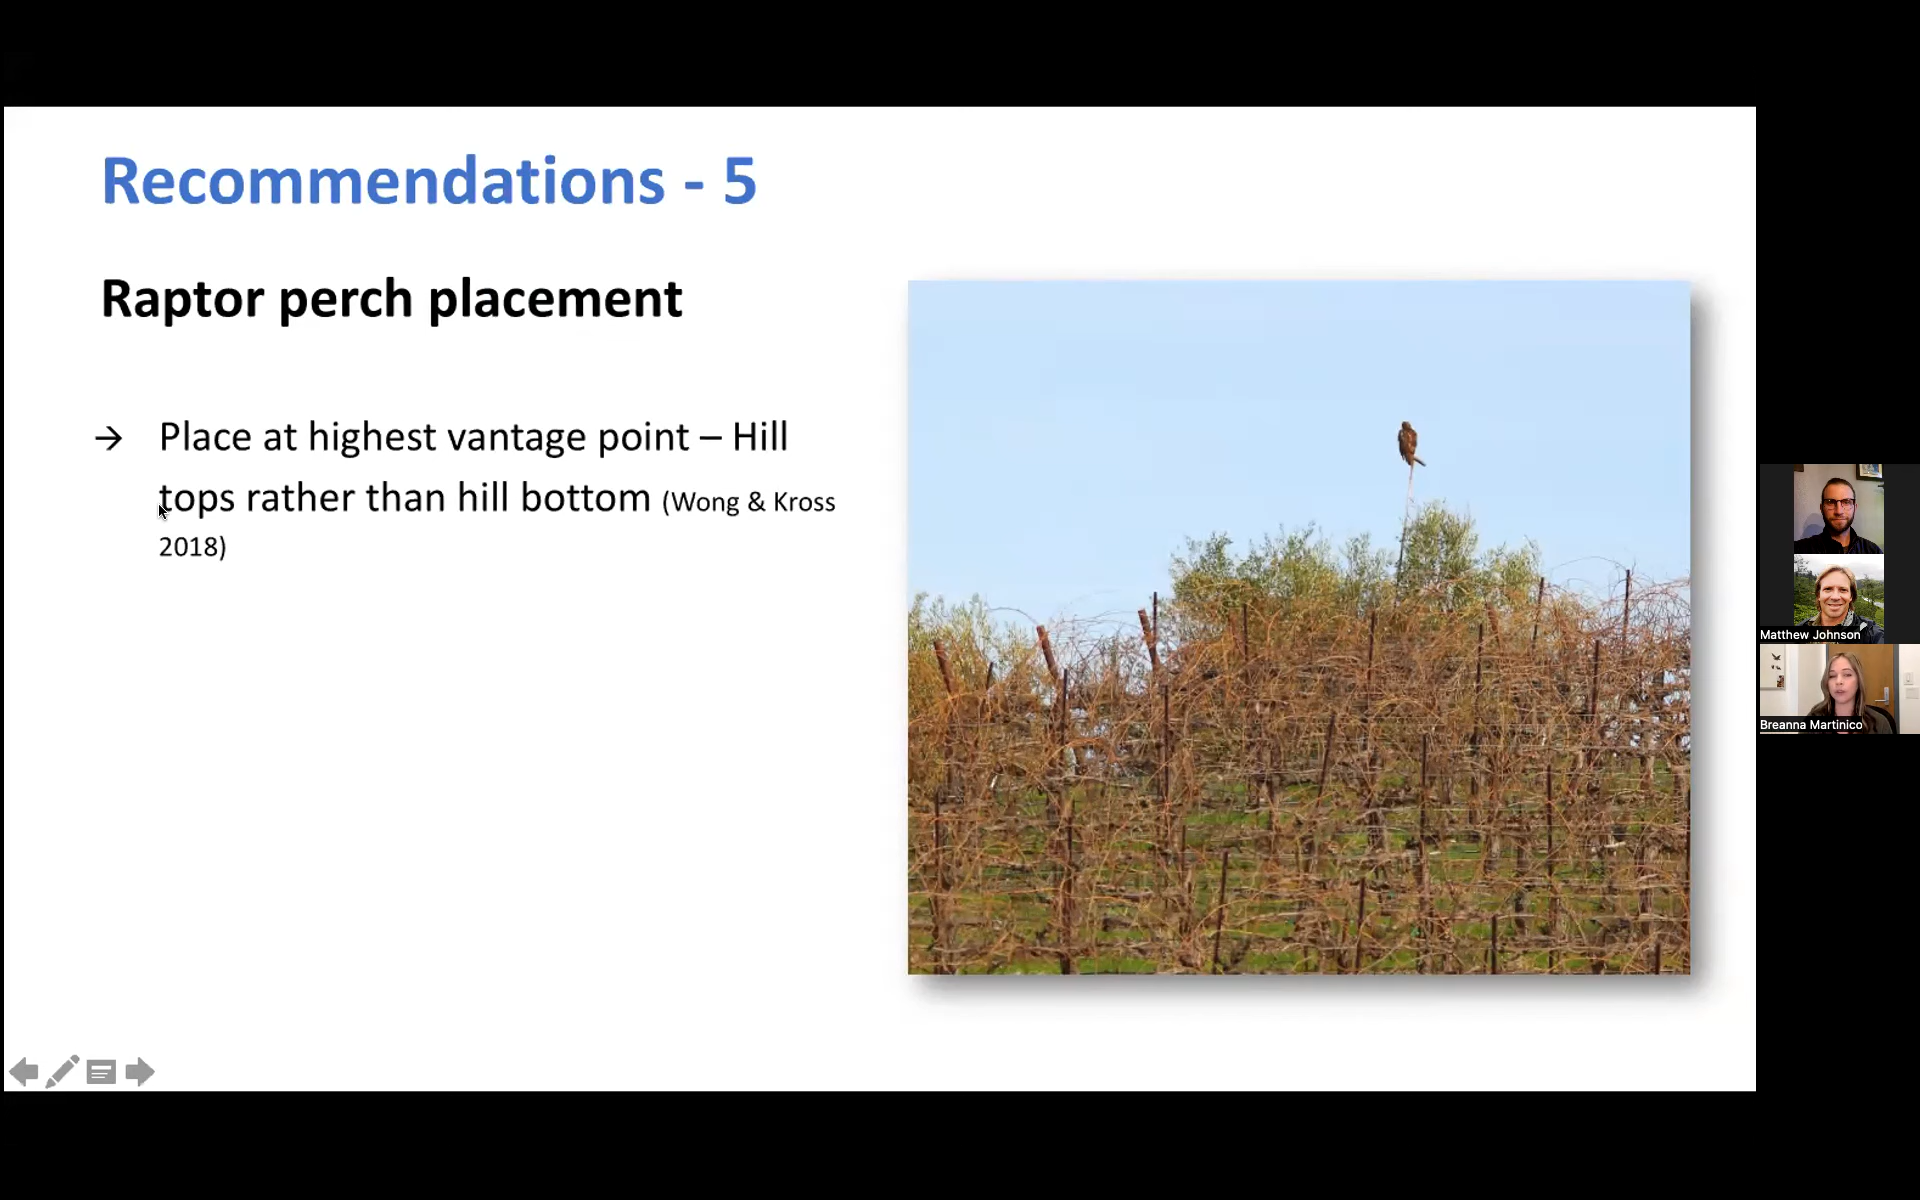 Recommendations - 5
Raptor perch placement
→ Place at highest vantage point – Hill
tops rather than hill bottom (Wong & Kross
2018)
Matthew Johnson
Breanna Martinico